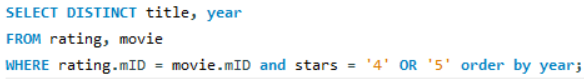 SELECT DISTINCT title, year
FROM rating, movie
WHERE rating.mID = movie.mID and stars = '4' OR '5' order by year;